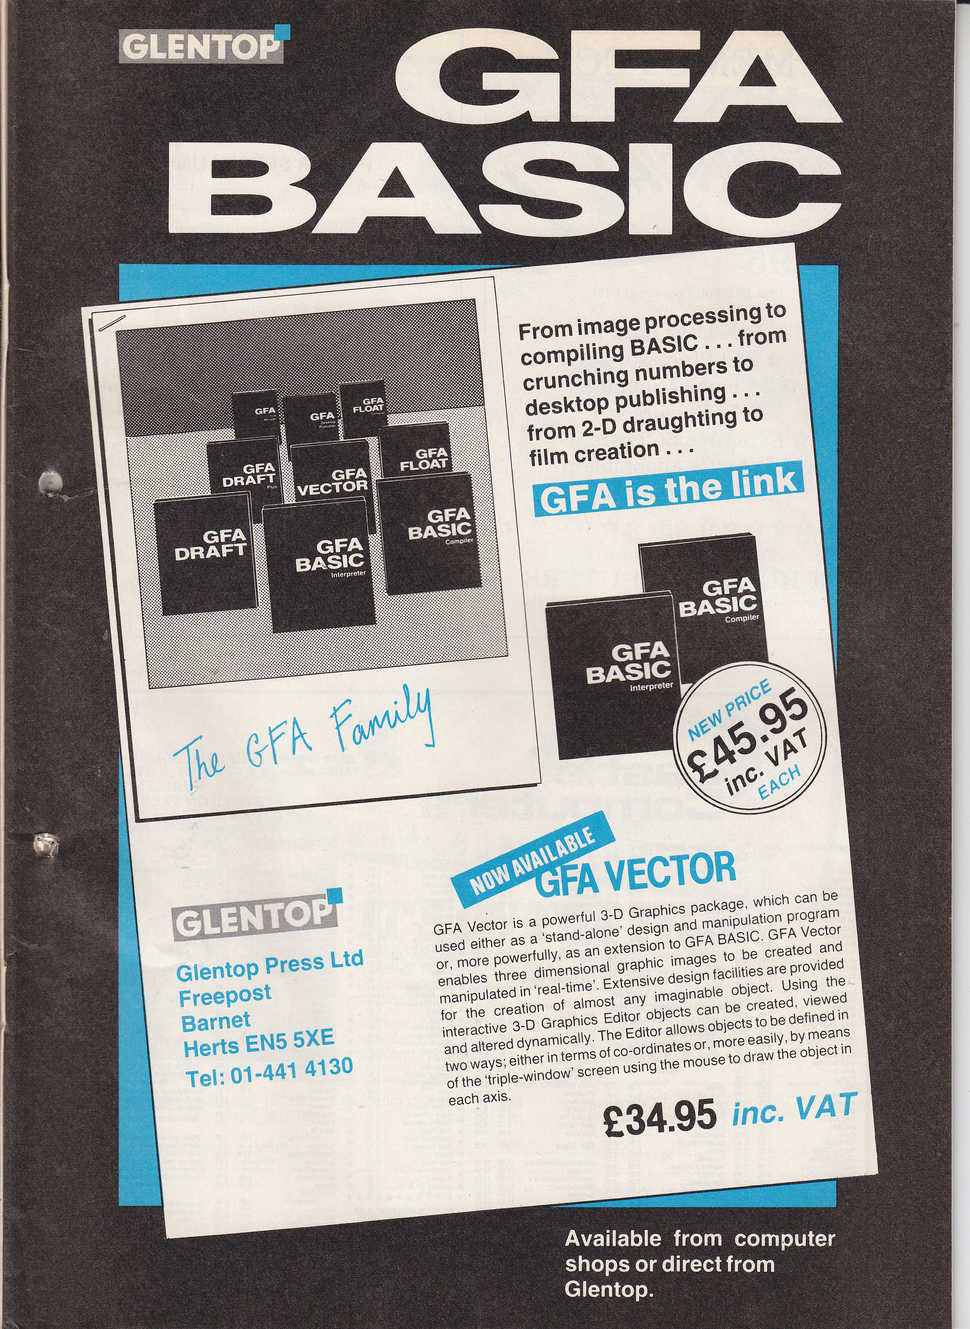 GLENTOP
GFA
BASIC
From image processing to
compiling BASIC . . . from
crunching numbers to
desktop publishing . . .
from 2-D draughting to
film creation . . .
GFA is the link
GFA
GFA
GFA
FLOAT
GFA
DRAFT
Plus
GFA
VECTOR
GFA
FLOAT
GFA
DRAFT
GFA
BASIC
Interpreter
GFA
BASIC
Compiler
The GFA Family
GFA
BASIC
Compiler
GFA
BASIC
Interpreter
NEW PRICE
£45.95
inc. VAT
EACH
NOW AVAILABLE
GFA VECTOR
GFA Vector is a powerful 3-D Graphics package, which can be
used either as a 'stand-alone' design and manipulation program
or, more powerfully, as an extension to GFA BASIC. GFA Vector
enables three dimensional graphic images to be created and
manipulated in 'real-time'. Extensive design facilities are provided
for the creation of almost any imaginable object. Using the
interactive 3-D Graphics Editor objects can be created, viewed
and altered dynamically. The Editor allows objects to be defined in
two ways; either in terms of co-ordinates or, more easily, by means
of the 'triple-window' screen using the mouse to draw the object in
each axis.
£34.95 inc. VAT
GLENTOP
Glentop Press Ltd
Freepost
Barnet
Herts EN5 5XE
Tel: 01-441 4130
Available from computer
shops or direct from
Glentop.